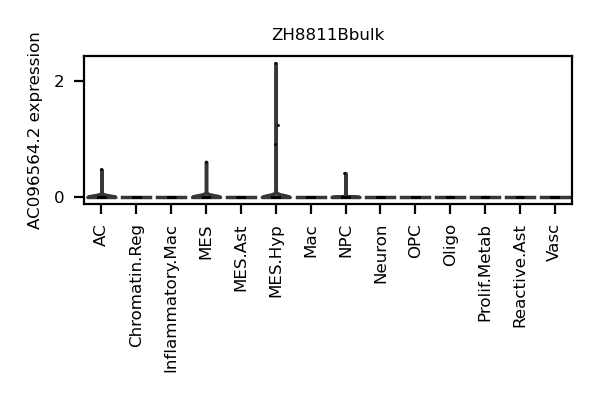 ZH8811Bbulk
AC096564.2 expression
2
0
AC
Chromatin.Reg
Inflammatory.Mac
MES
MES.Ast
MES.Hyp
Mac
NPC
Neuron
OPC
Oligo
Prolif.Metab
Reactive.Ast
Vasc